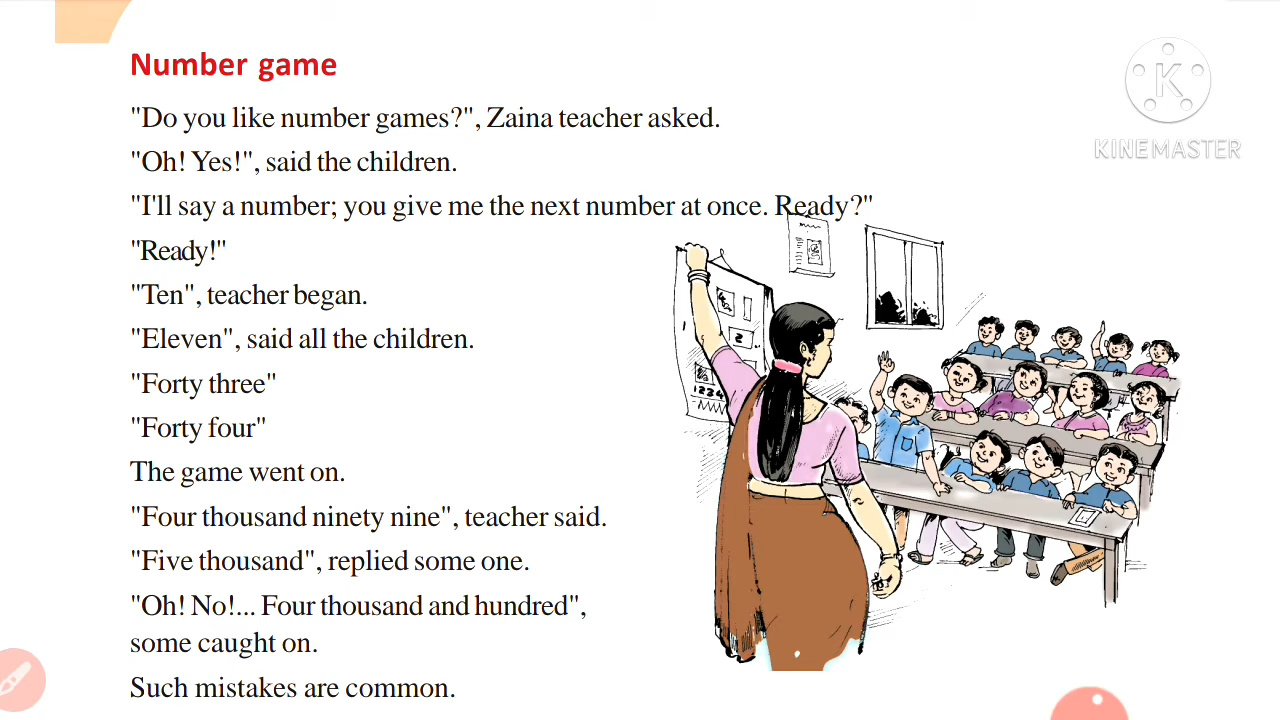 Number game
"Do you like number games?", Zaina teacher asked.
"Oh! Yes!", said the children.
"I'll say a number; you give me the next number at once. Ready?"
"Ready!"
"Ten", teacher began.
"Eleven", said all the children.
"Forty three"
"Forty four"
The game went on.
"Four thousand ninety nine", teacher said.
"Five thousand", replied some one.
"Oh! No!... Four thousand and hundred",
some caught on.
Such mistakes are common.
K
KINEMASTER
2
1234